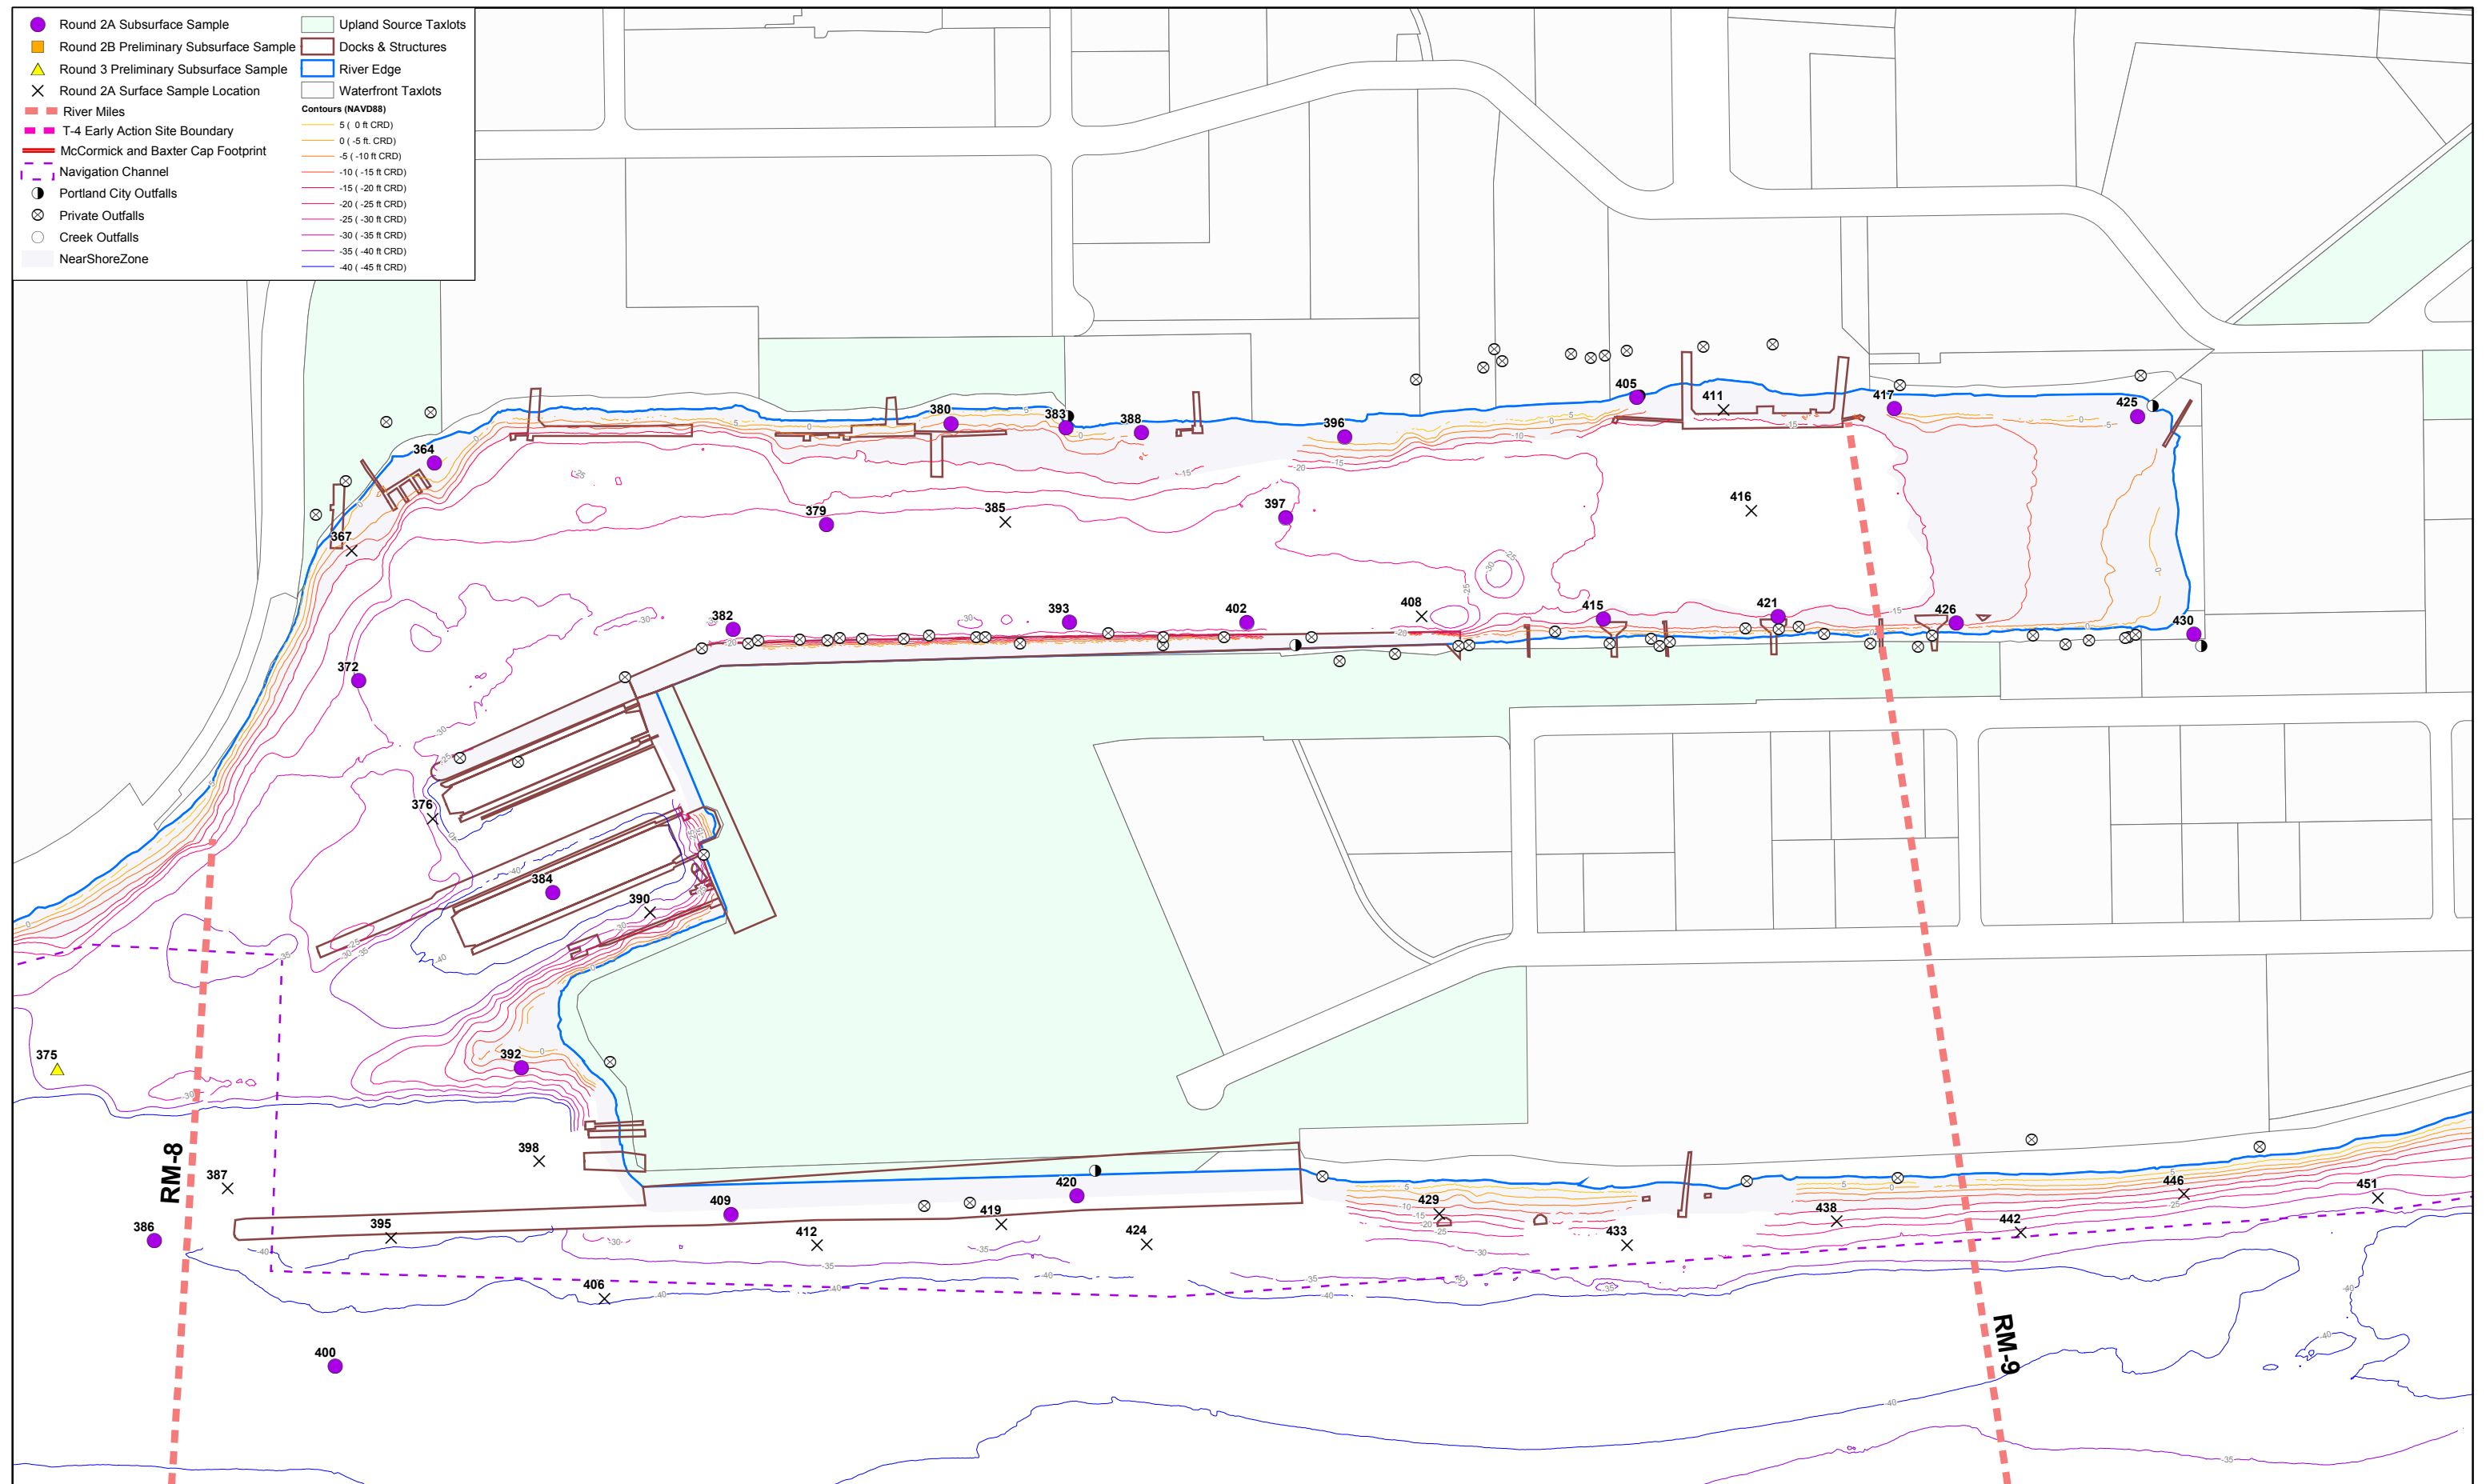 Round 2A Subsurface Sample
Round 2B Preliminary Subsurface Sample
Round 3 Preliminary Subsurface Sample
Round 2A Surface Sample Location
River Miles
T-4 Early Action Site Boundary
McCormick and Baxter Cap Footprint
Navigation Channel
Portland City Outfalls
Private Outfalls
Creek Outfalls
NearShoreZone
Upland Source Taxlots
Docks & Structures
River Edge
Waterfront Taxlots
Contours (NAVD88)
5 ( 0 ft CRD)
0 ( -5 ft. CRD)
-5 ( -10 ft CRD)
-10 ( -15 ft CRD)
-15 ( -20 ft CRD)
-20 ( -25 ft CRD)
-25 ( -30 ft CRD)
-30 ( -35 ft CRD)
-35 ( -40 ft CRD)
-40 ( -45 ft CRD)
405
411
417
425
380
383
388
396
364
367
379
385
397
416
382
393
402
408
415
421
426
430
372
376
384
390
375
392
398
387
386
395
409
420
419
412
424
406
400
429
433
438
442
446
451
RM-8
RM-9